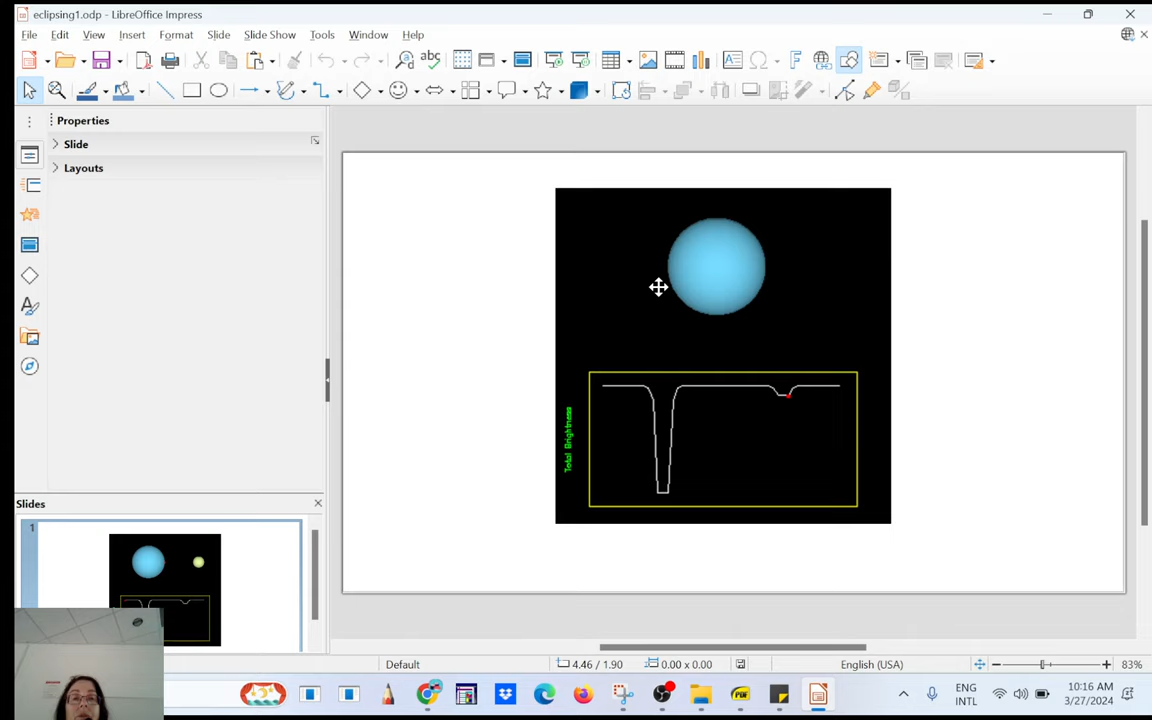 eclipsing1.odp - LibreOffice Impress
File Edit View Insert Format Slide Slide Show Tools Window Help
Properties
Slide
Layouts
Total Brightness
Slides
1
Default
4.46 / 1.90
0.00 x 0.00
English (USA)
83%
PDF
ENG
INTL
10:16 AM
3/27/2024